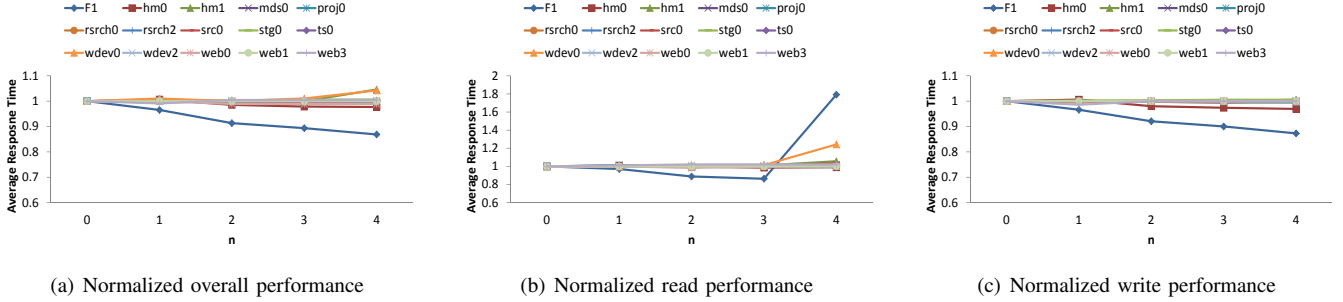 F1 hm0 hm1 mds0 proj0
rsrch0 rsrch2 src0 stg0 ts0
wdev0 wdev2 web0 web1 web3
Average Response Time
1.1
1
0.9
0.8
0.7
0.6
0 1 2 3 4
n
(a) Normalized overall performance
F1 hm0 hm1 mds0 proj0
rsrch0 rsrch2 src0 stg0 ts0
wdev0 wdev2 web0 web1 web3
Average Response Time
2
1.8
1.6
1.4
1.2
1
0.8
0.6
0 1 2 3 4
n
(b) Normalized read performance
F1 hm0 hm1 mds0 proj0
rsrch0 rsrch2 src0 stg0 ts0
wdev0 wdev2 web0 web1 web3
Average Response Time
1.1
1
0.9
0.8
0.7
0.6
0 1 2 3 4
n
(c) Normalized write performance